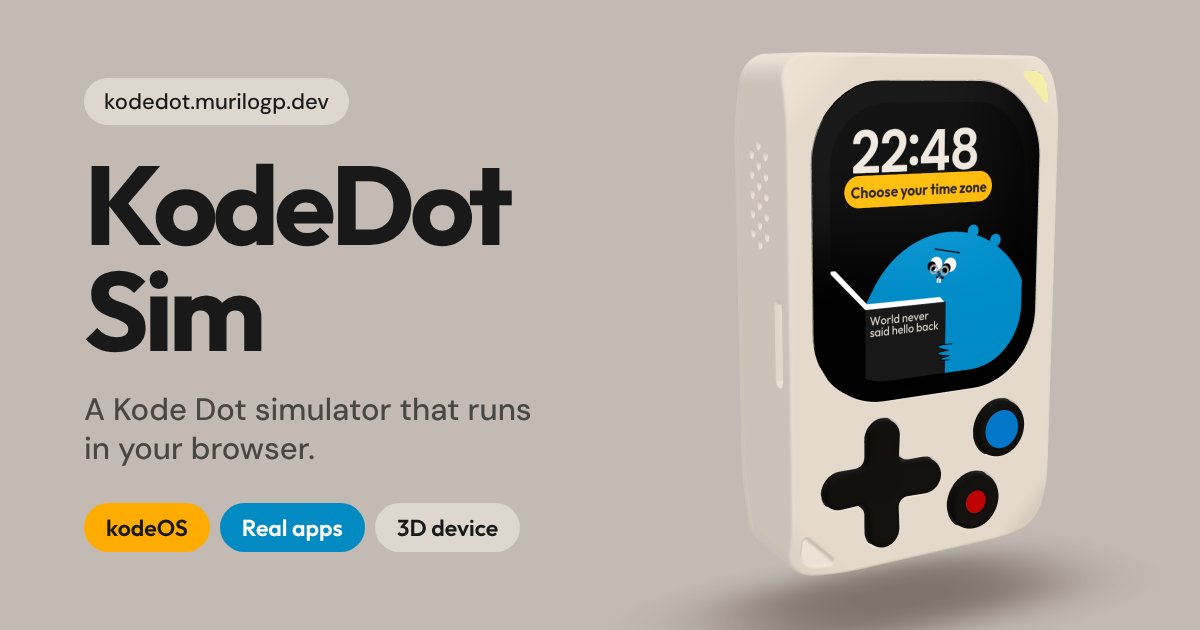 kodedot.murilogp.dev
KodeDot
Sim
A Kode Dot simulator that runs
in your browser.
kodeOS
Real apps
3D device
22:48
Choose your time zone
World never
said hello back